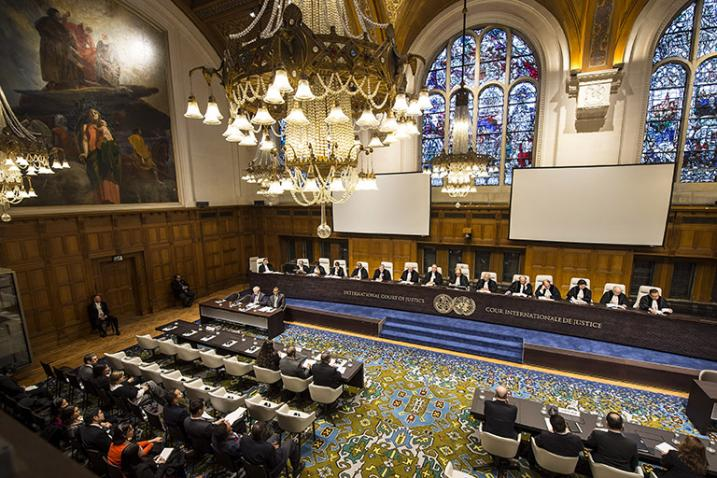 INTERNATIONAL COURT OF JUSTICE
COUR INTERNATIONALE DE JUSTICE